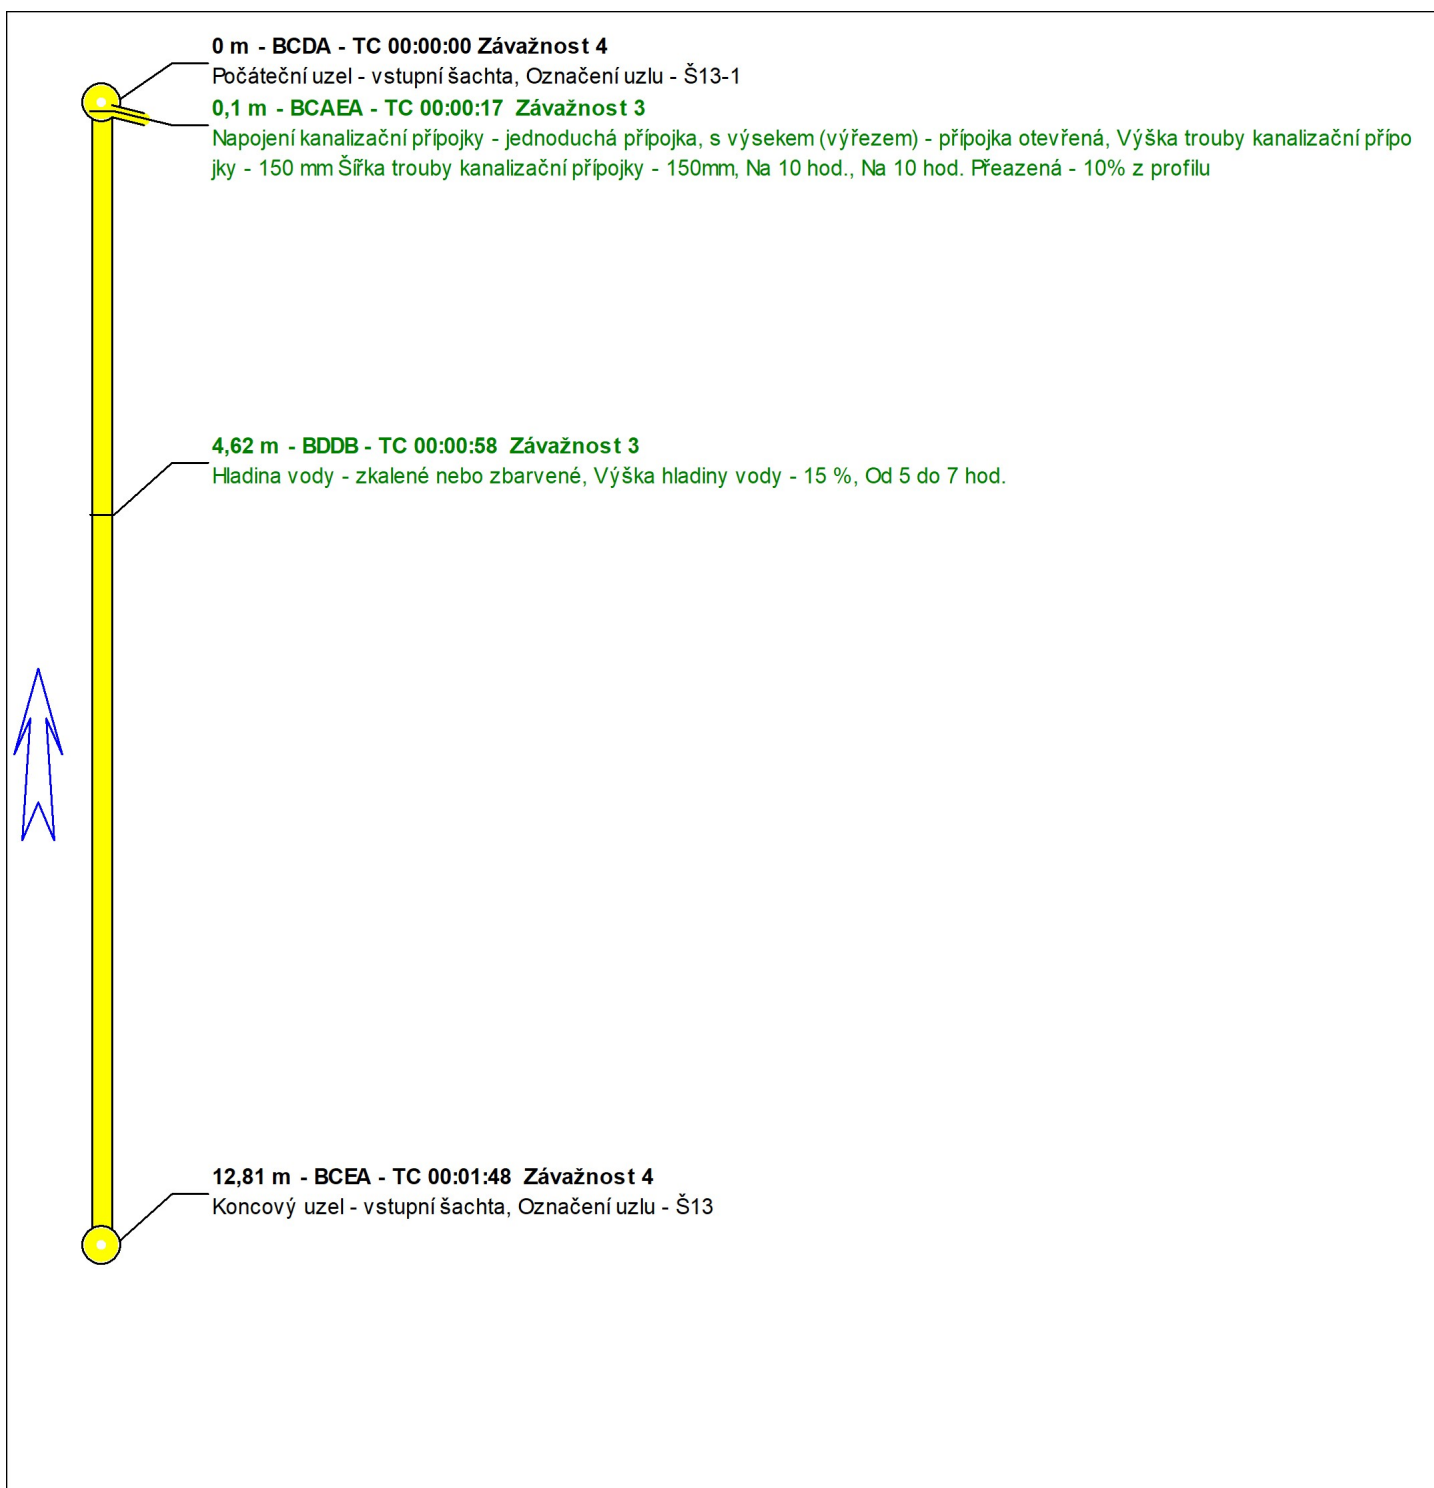 0 m - BCDA - TC 00:00:00 Závažnost 4
Počáteční uzel - vstupní šachta, Označení uzlu - Š13-1
0,1 m - BCAEA - TC 00:00:17 Závažnost 3
Napojení kanalizační přípojky - jednoduchá přípojka, s výsekem (výřezem) - přípojka otevřená, Výška trouby kanalizační přípo
jky - 150 mm Šířka trouby kanalizační přípojky - 150mm, Na 10 hod., Na 10 hod. Přeazená - 10% z profilu
4,62 m - BDDB - TC 00:00:58 Závažnost 3
Hladina vody - zkalené nebo zbarvené, Výška hladiny vody - 15 %, Od 5 do 7 hod.
12,81 m - BCEA - TC 00:01:48 Závažnost 4
Koncový uzel - vstupní šachta, Označení uzlu - Š13